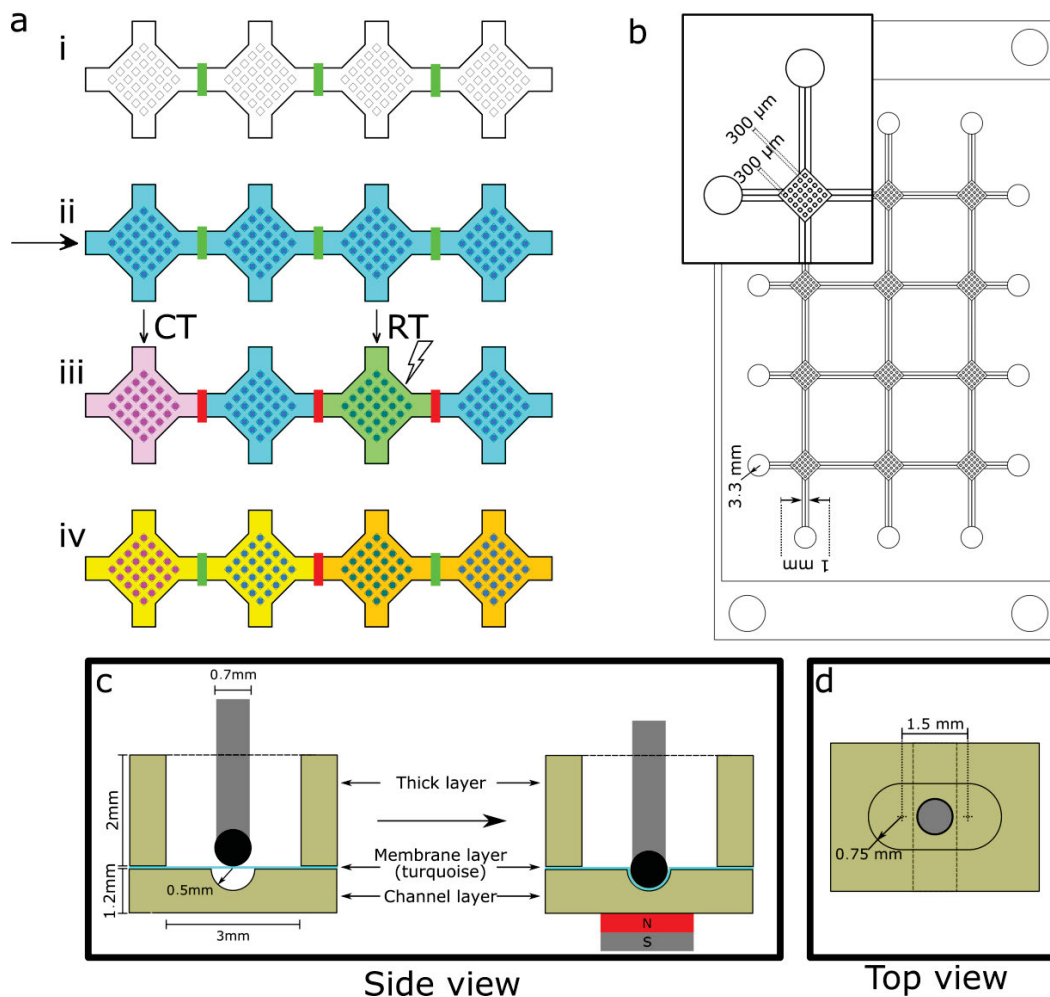 a
i
ii
CT
RT
iii
iv
b
300 μm
300 μm
3.3 mm
1 mm
c
0.7mm
2mm
Thick layer
Membrane layer
(turquoise)
0.5mm
1.2mm
Channel layer
3mm
N
S
Side view
d
1.5 mm
0.75 mm
Top view